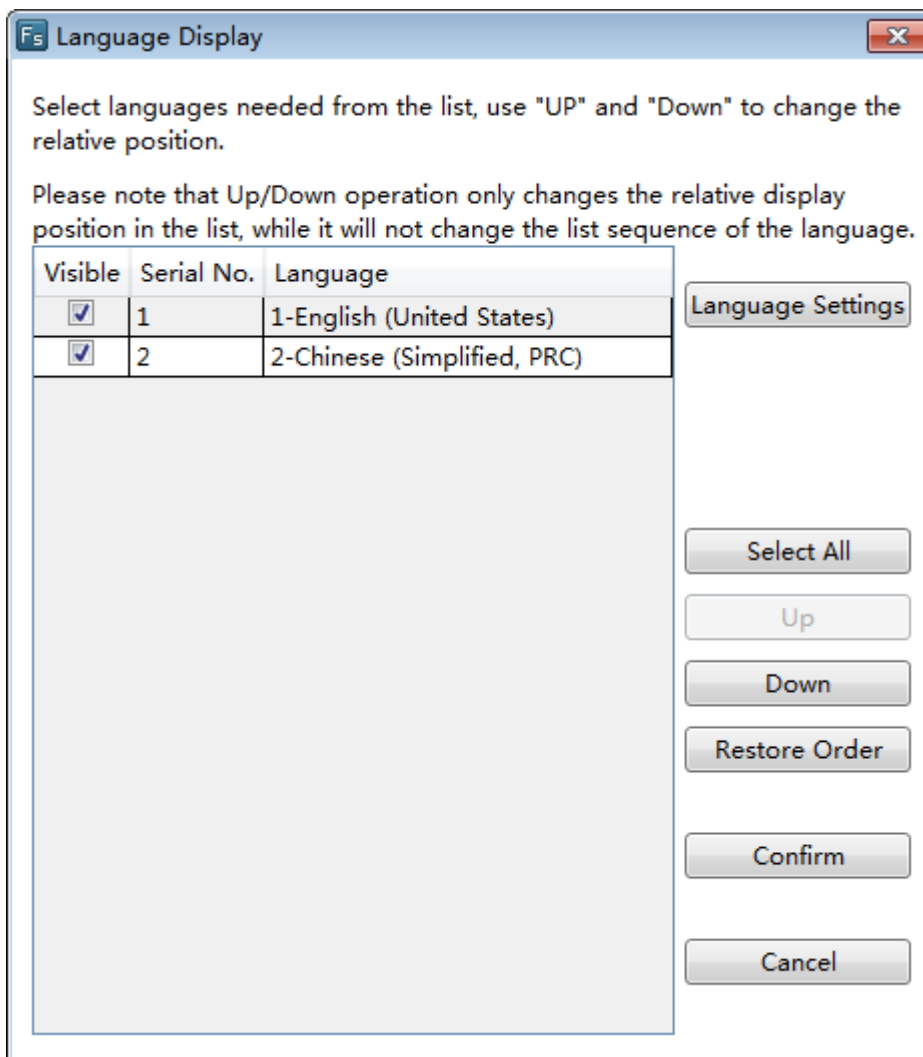 Fs Language Display
Select languages needed from the list, use "UP" and "Down" to change the
relative position.
Please note that Up/Down operation only changes the relative display
position in the list, while it will not change the list sequence of the language.
Visible Serial No. Language
1 1-English (United States)
2 2-Chinese (Simplified, PRC)
Language Settings
Select All
Up
Down
Restore Order
Confirm
Cancel